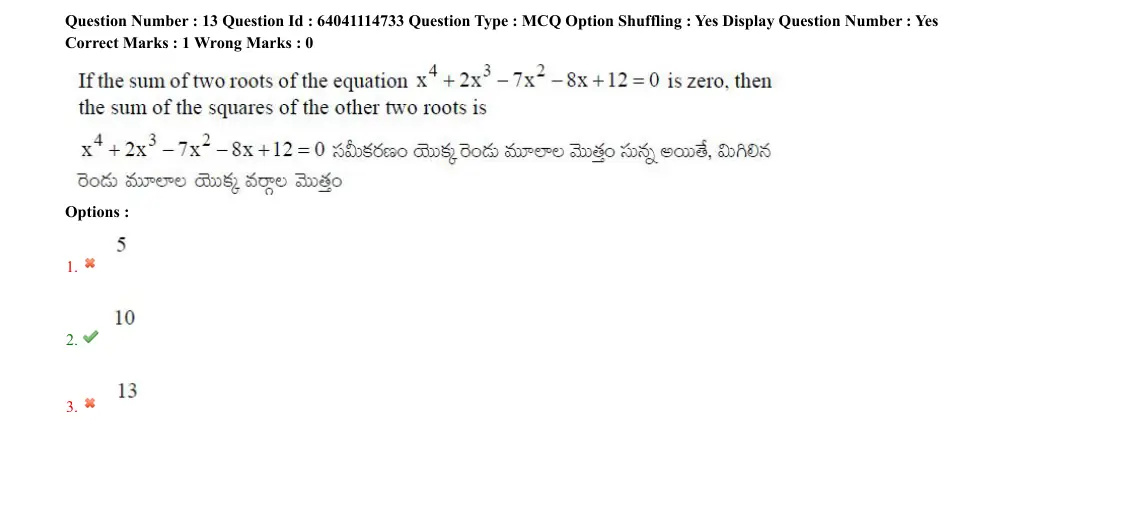 Question Number : 13 Question Id : 64041114733 Question Type : MCQ Option Shuffling : Yes Display Question Number : Yes
Correct Marks : 1 Wrong Marks : 0
If the sum of two roots of the equation x⁴ + 2x³ − 7x² − 8x + 12 = 0 is zero, then
the sum of the squares of the other two roots is
x⁴ + 2x³ − 7x² − 8x + 12 = 0 సమీకరణం యొక్క రెండు మూలాల మొత్తం సున్న అయితే, మిగిలిన
రెండు మూలాల యొక్క వర్గాల మొత్తం
Options :
5
1. ✖
10
2. ✔
13
3. ✖